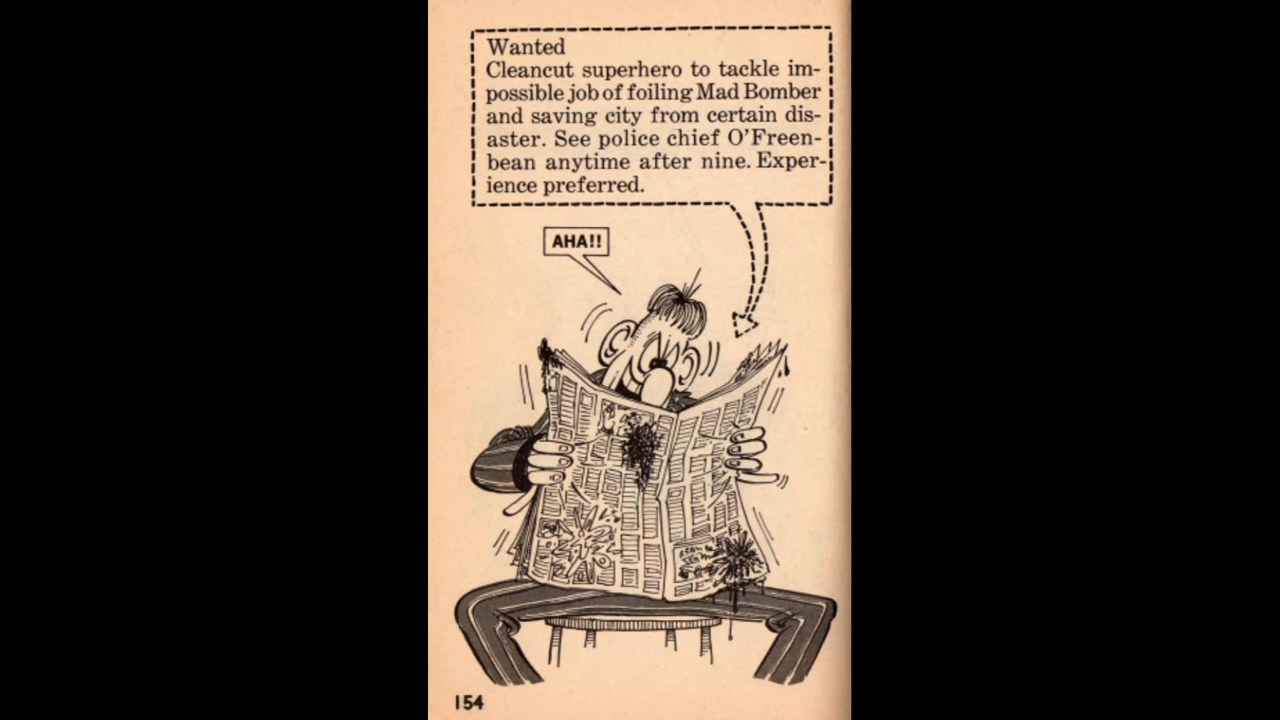 Wanted
Cleancut superhero to tackle im-
possible job of foiling Mad Bomber
and saving city from certain dis-
aster. See police chief O'Freen-
bean anytime after nine. Exper-
ience preferred.
AHA!!
154